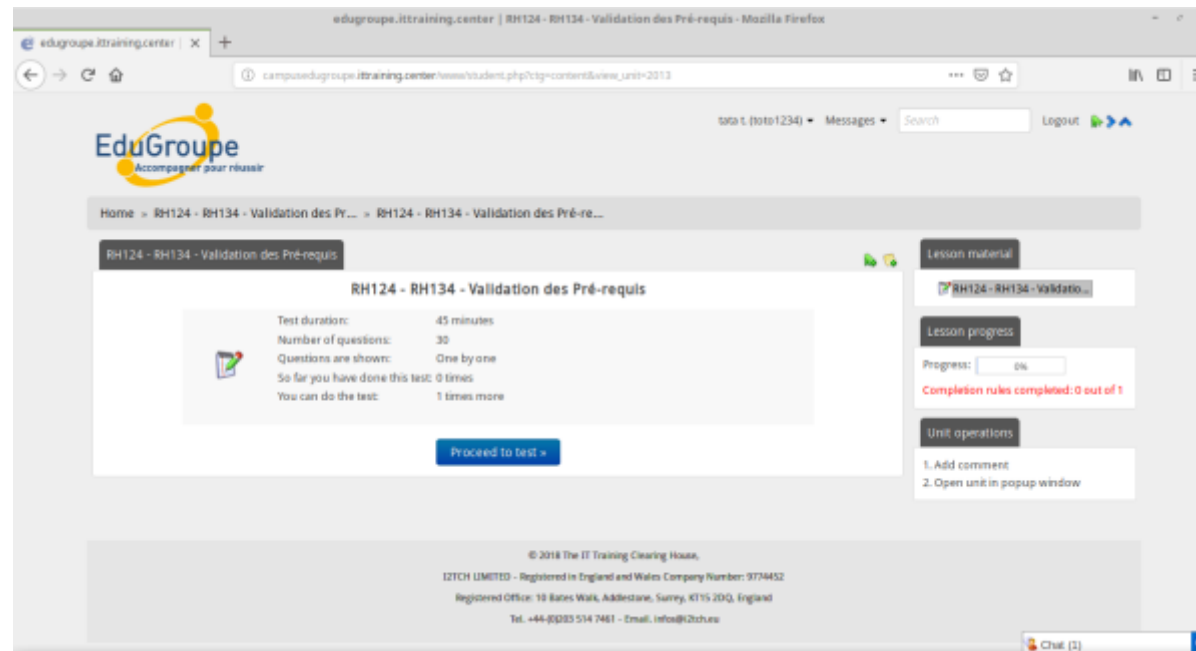 edugroupe.ittraining.center | RH124 - RH134 - Validation des Pré-requis - Mozilla Firefox
edugroupe.ittraining.center |
campusedugroupe.ittraining.center/www/student.php?ctg=content&view_unit=2013
tata t. (toto1234) Messages Search Logout
EduGroupe
Accompagner pour réussir
Home » RH124 - RH134 - Validation des Pr... » RH124 - RH134 - Validation des Pré-re...
RH124 - RH134 - Validation des Pré-requis
RH124 - RH134 - Validation des Pré-requis
Test duration: 45 minutes
Number of questions: 30
Questions are shown: One by one
So far you have done this test: 0 times
You can do the test: 1 times more
Proceed to test »
Lesson material
RH124 - RH134 - Validatio...
Lesson progress
Progress: 0%
Completion rules completed: 0 out of 1
Unit operations
1. Add comment
2. Open unit in popup window
© 2018 The IT Training Clearing House,
I2TCH LIMITED - Registered in England and Wales Company Number: 9774452
Registered Office: 10 Bates Walk, Addlestone, Surrey, KT15 2DQ, England
Tel. +44-(0)203 514 7461 - Email. infos@i2tch.eu
Chat (1)